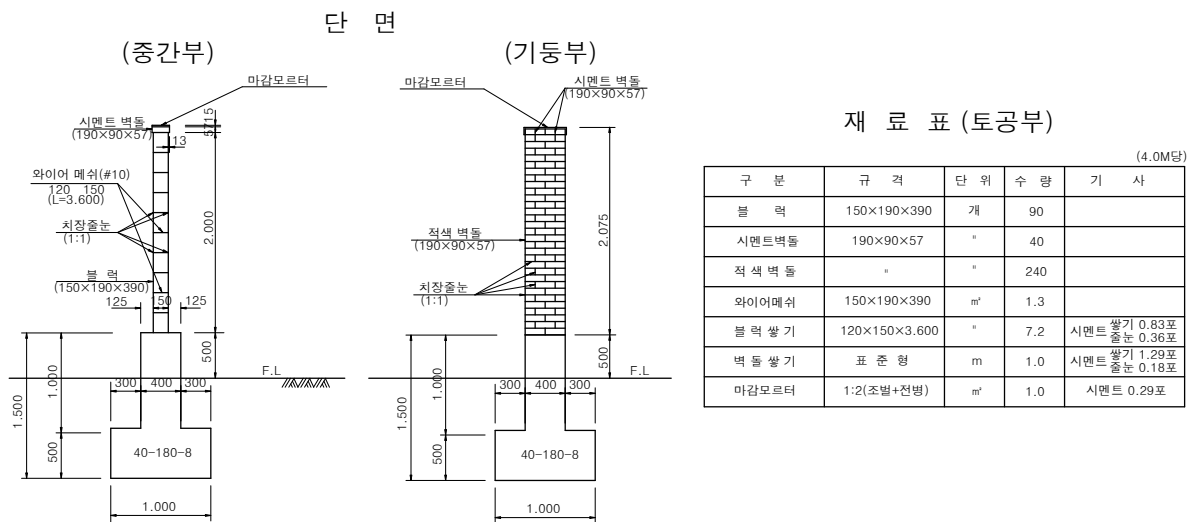 단 면
(중간부)
마감모르터
시멘트 벽돌
(190×90×57)
5715
13
와이어 메쉬(#10)
120 150
(L=3.600)
치장줄눈
(1:1)
2.000
블 럭
(150×190×390)
125 150 125
500
F.L
300 400 300
1.000
1.500
500
40-180-8
1.000
(기둥부)
마감모르터
시멘트 벽돌
(190×90×57)
적색 벽돌
(190×90×57)
2.075
치장줄눈
(1:1)
500
F.L
300 400 300
1.000
1.500
500
40-180-8
1.000
재 료 표 (토공부)
(4.0M당)
구 분 규 격 단 위 수 량 기 사
블 럭 150×190×390 개 90
시멘트벽돌 190×90×57 " 40
적 색 벽 돌 " " 240
와이어메쉬 150×190×390 ㎡ 1.3
블 럭 쌓 기 120×150×3.600 " 7.2 시멘트 쌓기 0.83포
줄눈 0.36포
벽 돌 쌓 기 표 준 형 m 1.0 시멘트 쌓기 1.29포
줄눈 0.18포
마감모르터 1:2(조벌+전병) ㎡ 1.0 시멘트 0.29포